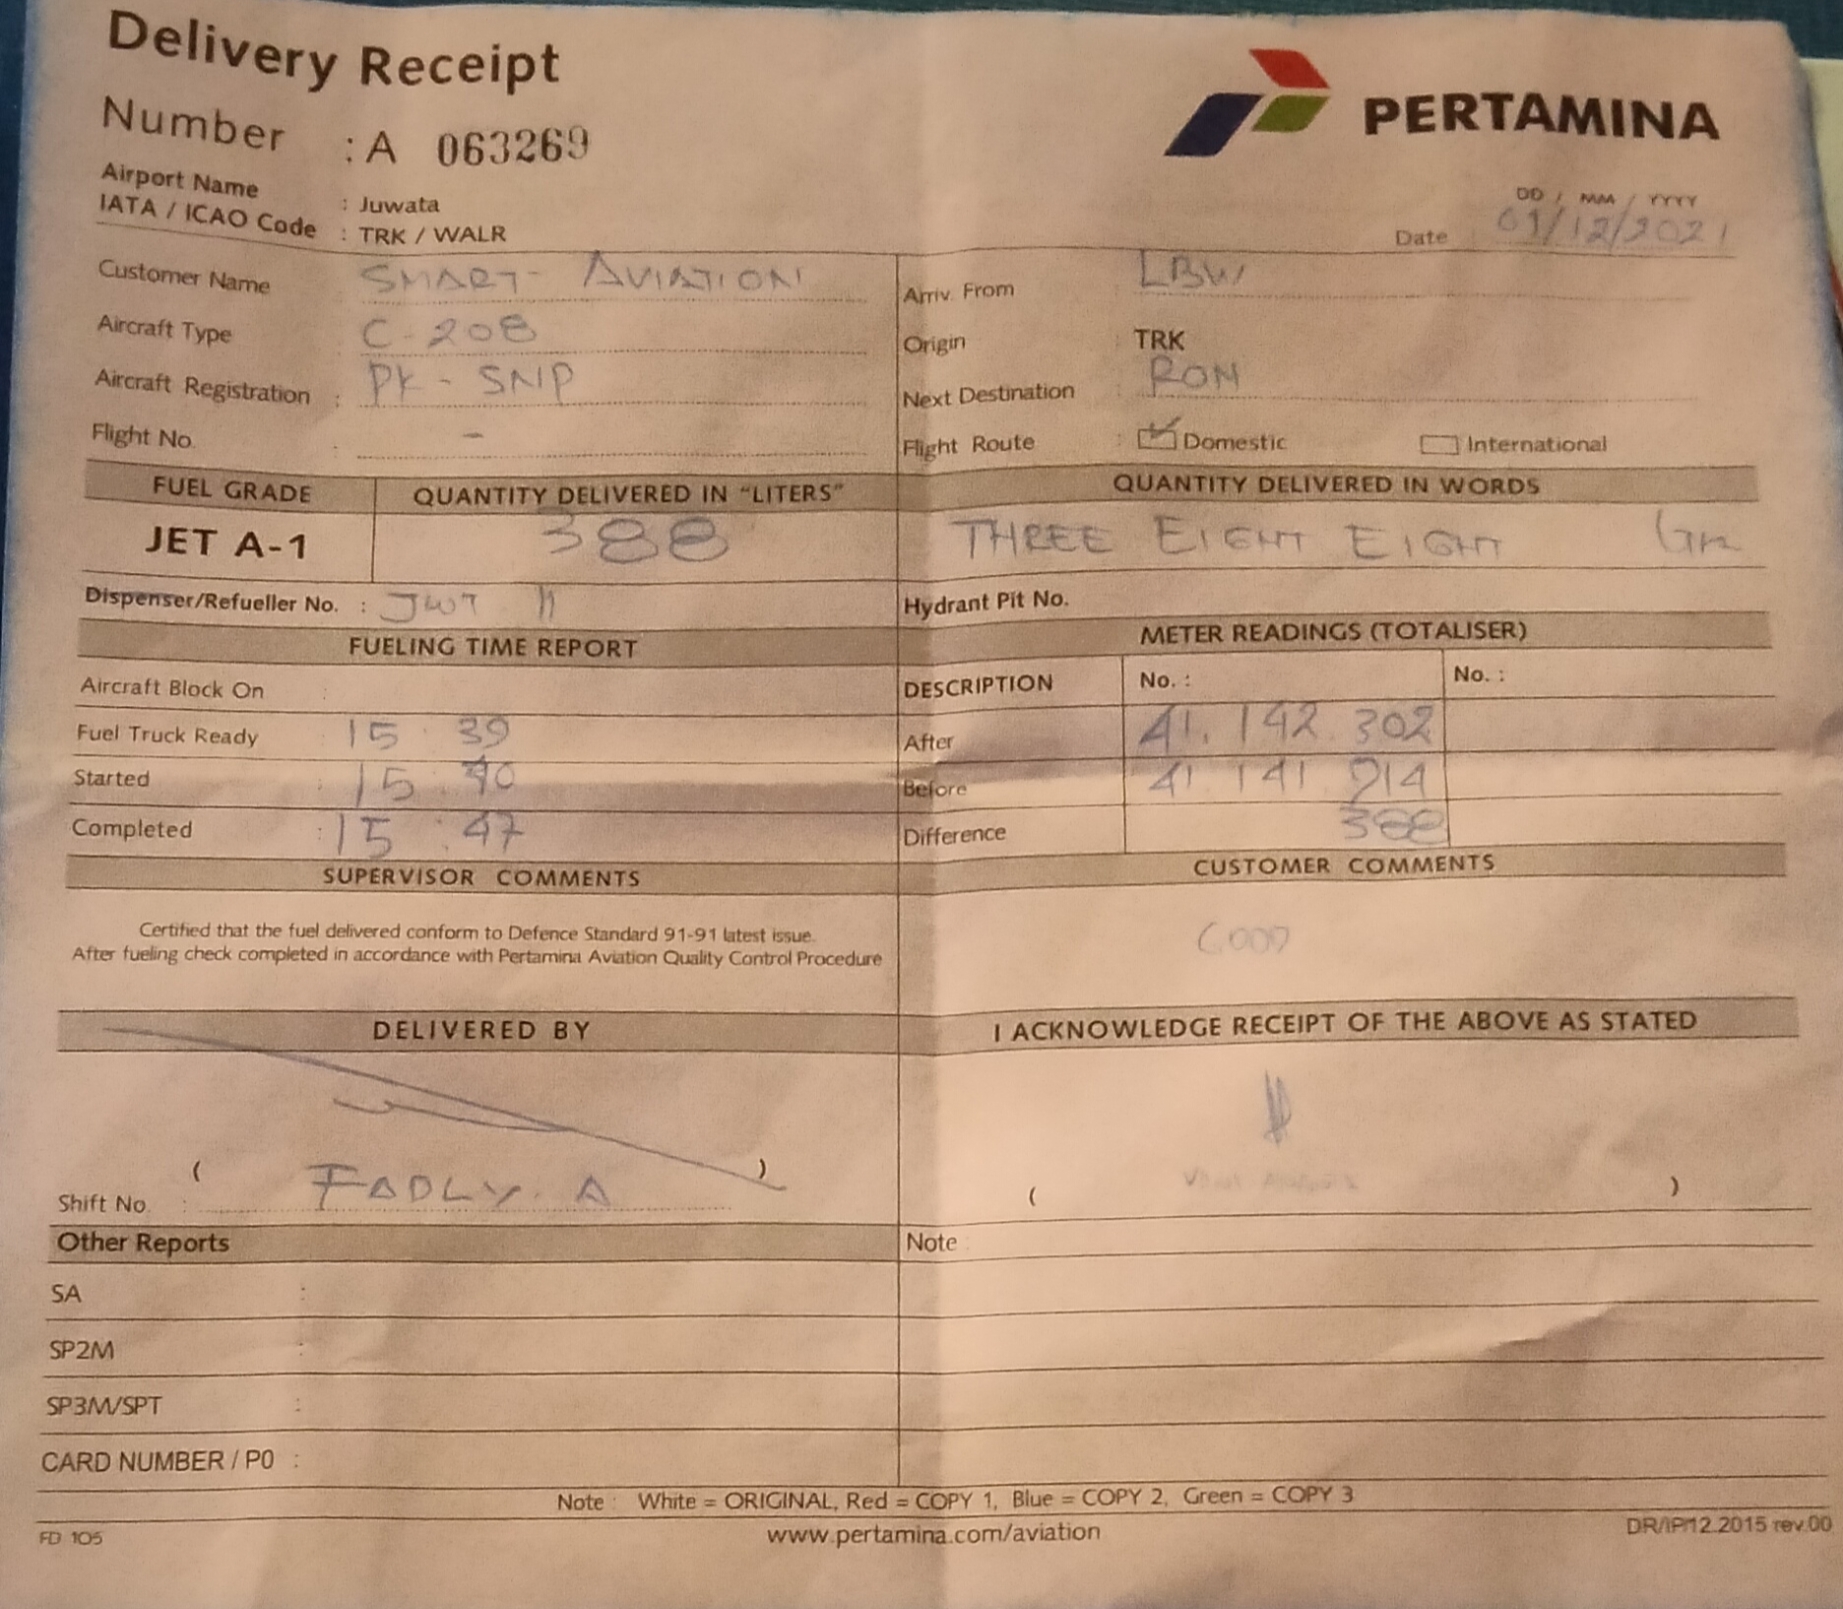 Delivery Receipt
PERTAMINA
Number : A 063269
Airport Name : Juwata
IATA / ICAO Code : TRK / WALR
DD / MM / YYYY
Date 01/12/2021
Customer Name SMART- AVIATION
Arriv. From LBW
Aircraft Type C-208
Origin : TRK
Aircraft Registration : PK - SNP
Next Destination : RON
Flight No. : -
Flight Route : Domestic International
FUEL GRADE QUANTITY DELIVERED IN "LITERS" QUANTITY DELIVERED IN WORDS
JET A-1 388 THREE EIGHT EIGHT
Dispenser/Refueller No. : JWT 11
Hydrant Pit No.
FUELING TIME REPORT METER READINGS (TOTALISER)
Aircraft Block On :
DESCRIPTION No. : No. :
Fuel Truck Ready : 15 : 39
After 41.142.302
Started : 15 : 40
Before 41.141.914
Completed : 15 : 47
Difference 388
SUPERVISOR COMMENTS CUSTOMER COMMENTS
Certified that the fuel delivered conform to Defence Standard 91-91 latest issue.
After fueling check completed in accordance with Pertamina Aviation Quality Control Procedure
GOOD
DELIVERED BY I ACKNOWLEDGE RECEIPT OF THE ABOVE AS STATED
( FADLY. A )
( )
Shift No. :
Other Reports Note :
SA :
SP2M :
SP3M/SPT :
CARD NUMBER / P0 :
Note : White = ORIGINAL, Red = COPY 1, Blue = COPY 2, Green = COPY 3
FD 105 www.pertamina.com/aviation DR/IP/12.2015 rev.00